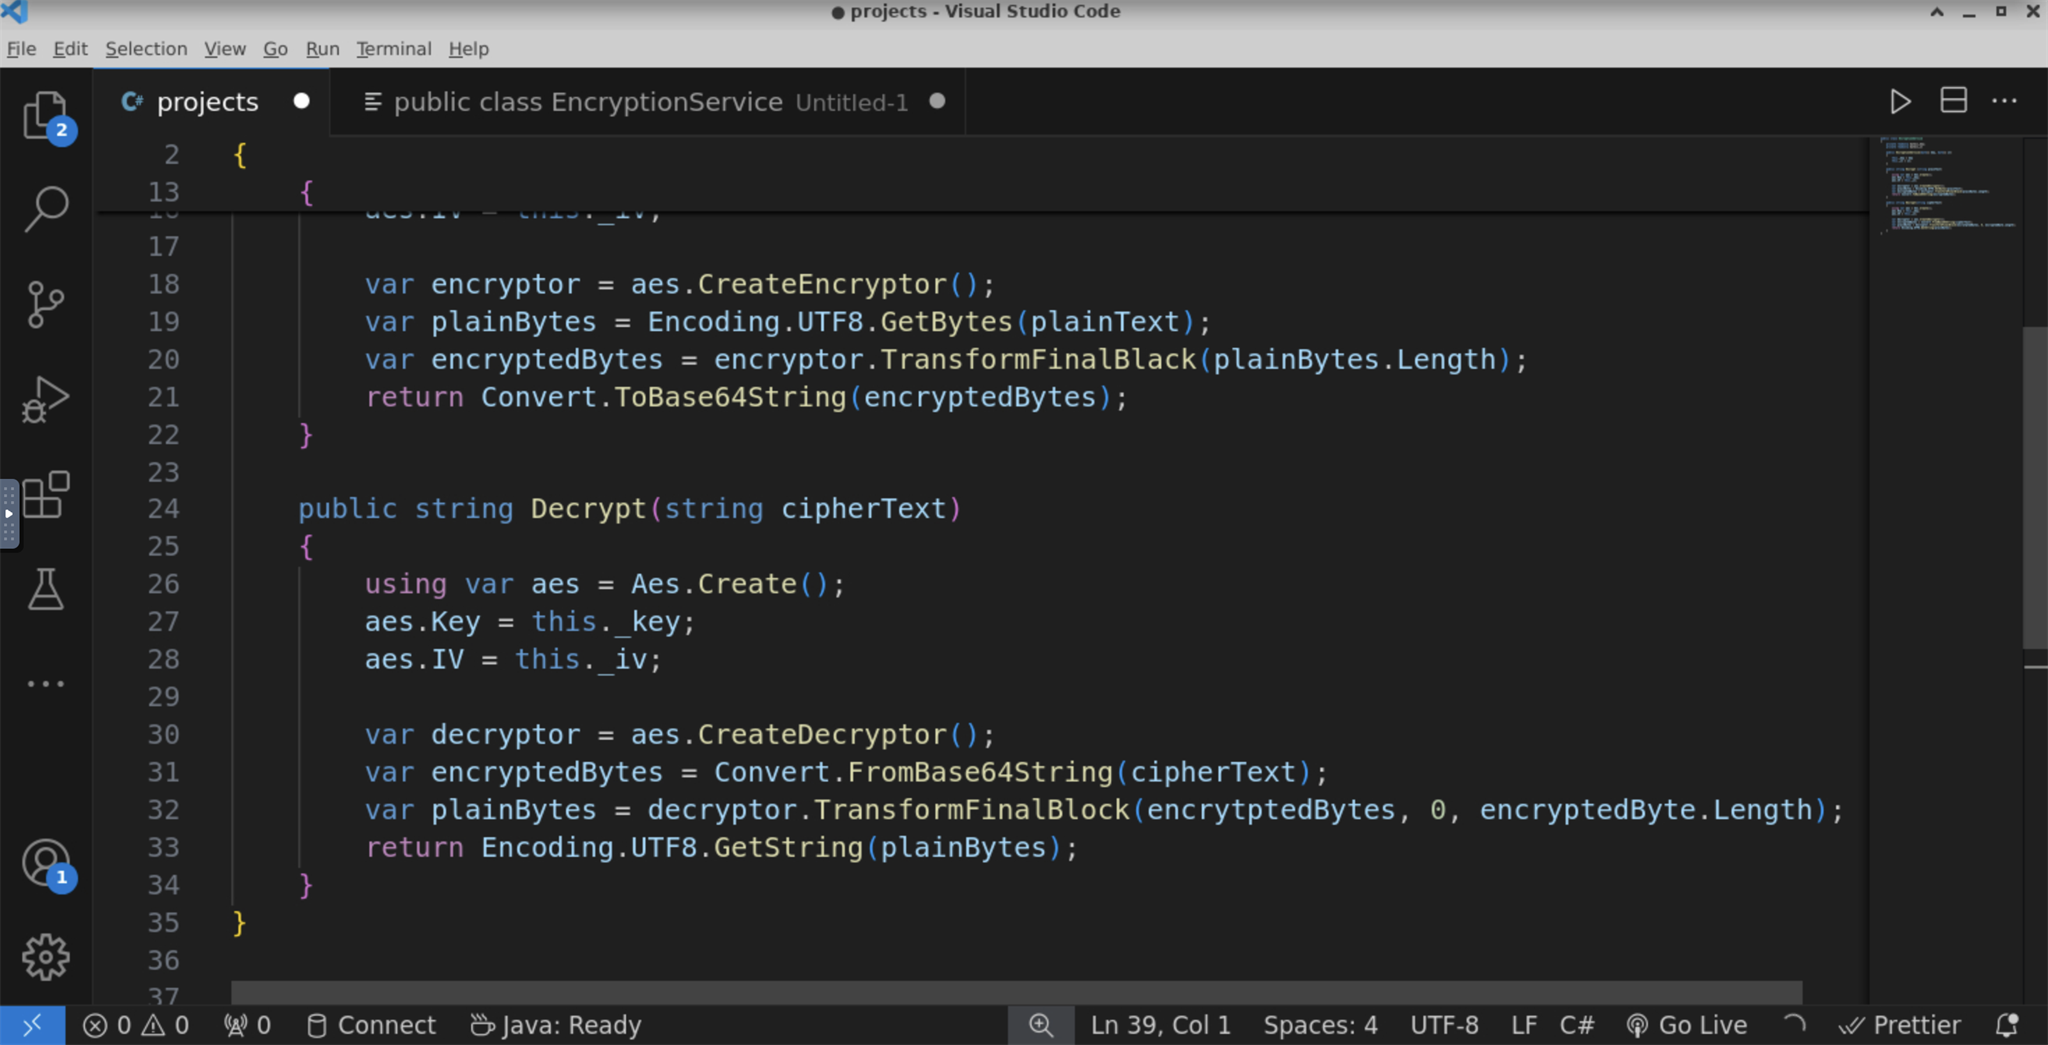 projects - Visual Studio Code
File Edit Selection View Go Run Terminal Help
C# projects public class EncryptionService Untitled-1
2 {
13 {
16 aes.IV = this._iv;
17
18 var encryptor = aes.CreateEncryptor();
19 var plainBytes = Encoding.UTF8.GetBytes(plainText);
20 var encryptedBytes = encryptor.TransformFinalBlack(plainBytes.Length);
21 return Convert.ToBase64String(encryptedBytes);
22 }
23
24 public string Decrypt(string cipherText)
25 {
26 using var aes = Aes.Create();
27 aes.Key = this._key;
28 aes.IV = this._iv;
29
30 var decryptor = aes.CreateDecryptor();
31 var encryptedBytes = Convert.FromBase64String(cipherText);
32 var plainBytes = decryptor.TransformFinalBlock(encrytptedBytes, 0, encryptedByte.Length);
33 return Encoding.UTF8.GetString(plainBytes);
34 }
35 }
36
37
2
1
0 0 0 Connect Java: Ready Ln 39, Col 1 Spaces: 4 UTF-8 LF C# Go Live Prettier